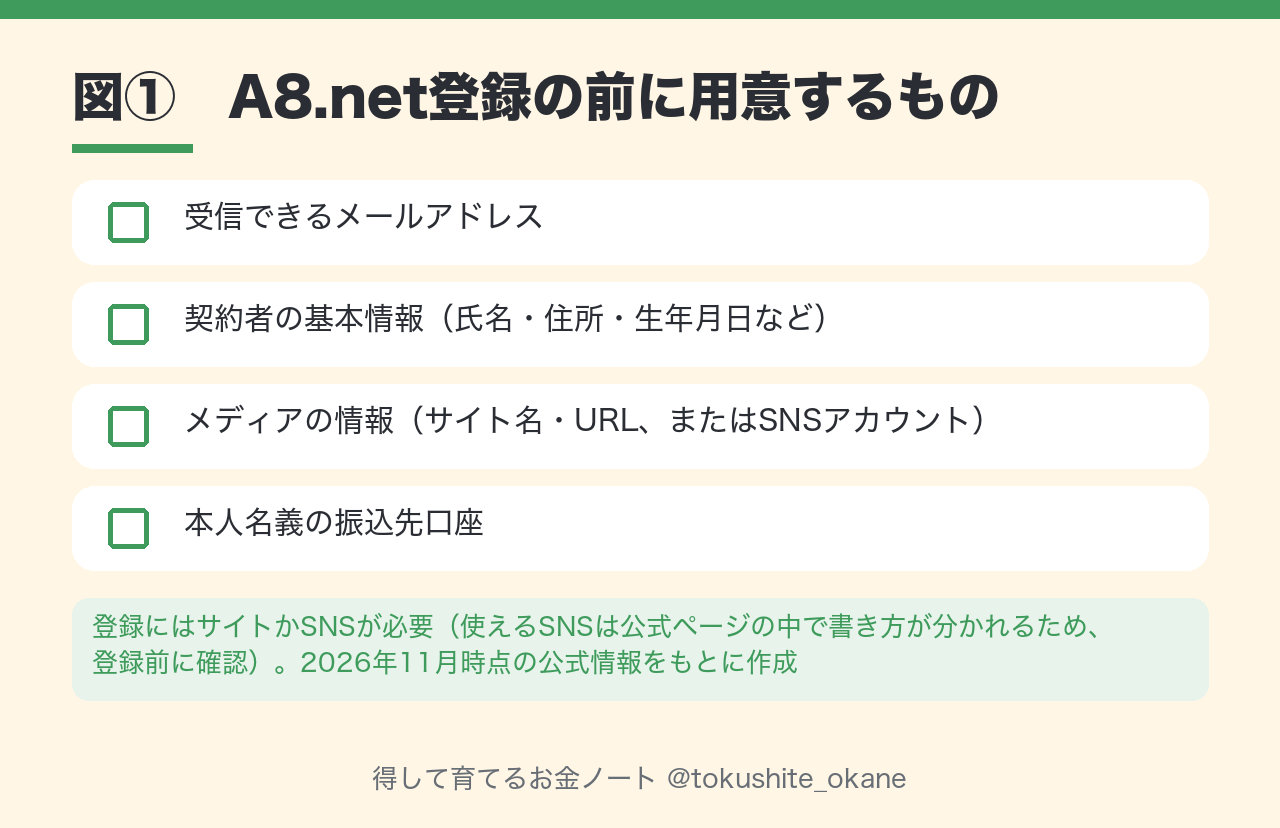 図①　A8.net登録の前に用意するもの
受信できるメールアドレス
契約者の基本情報（氏名・住所・生年月日など）
メディアの情報（サイト名・URL、またはSNSアカウント）
本人名義の振込先口座
登録にはサイトかSNSが必要（使えるSNSは公式ページの中で書き方が分かれるため、
登録前に確認）。2026年11月時点の公式情報をもとに作成
得して育てるお金ノート @tokushite_okane